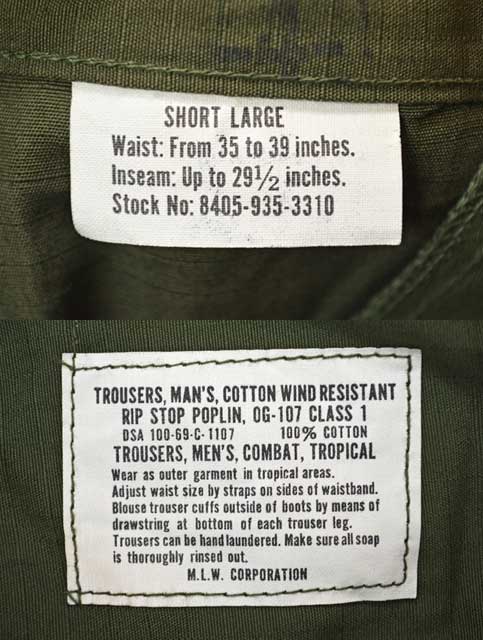 SHORT LARGE
Waist: From 35 to 39 inches.
Inseam: Up to 29½ inches.
Stock No: 8405-935-3310
TROUSERS, MAN'S, COTTON WIND RESISTANT
RIP STOP POPLIN, OG-107 CLASS 1
DSA 100-69-C-1107 100% COTTON
TROUSERS, MEN'S, COMBAT, TROPICAL
Wear as outer garment in tropical areas.
Adjust waist size by straps on sides of waistband.
Blouse trouser cuffs outside of boots by means of
drawstring at bottom of each trouser leg.
Trousers can be hand laundered. Make sure all soap
is thoroughly rinsed out.
M.L.W. CORPORATION